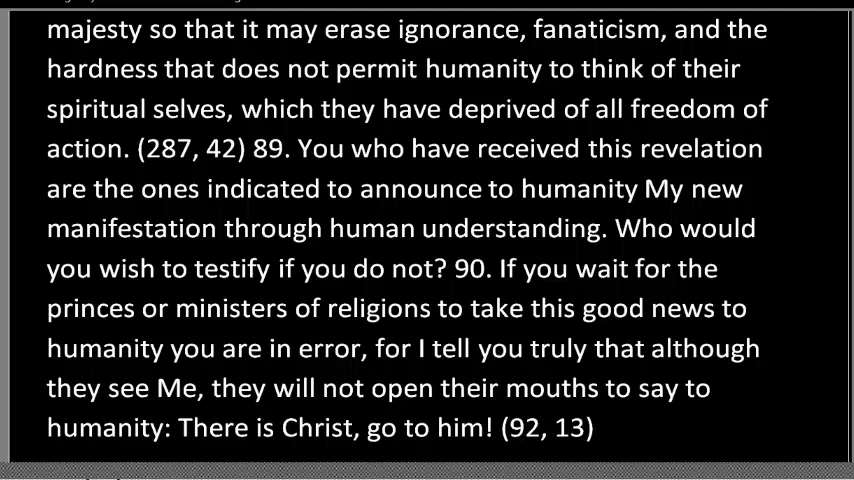 majesty so that it may erase ignorance, fanaticism, and the
hardness that does not permit humanity to think of their
spiritual selves, which they have deprived of all freedom of
action. (287, 42) 89. You who have received this revelation
are the ones indicated to announce to humanity My new
manifestation through human understanding. Who would
you wish to testify if you do not? 90. If you wait for the
princes or ministers of religions to take this good news to
humanity you are in error, for I tell you truly that although
they see Me, they will not open their mouths to say to
humanity: There is Christ, go to him! (92, 13)